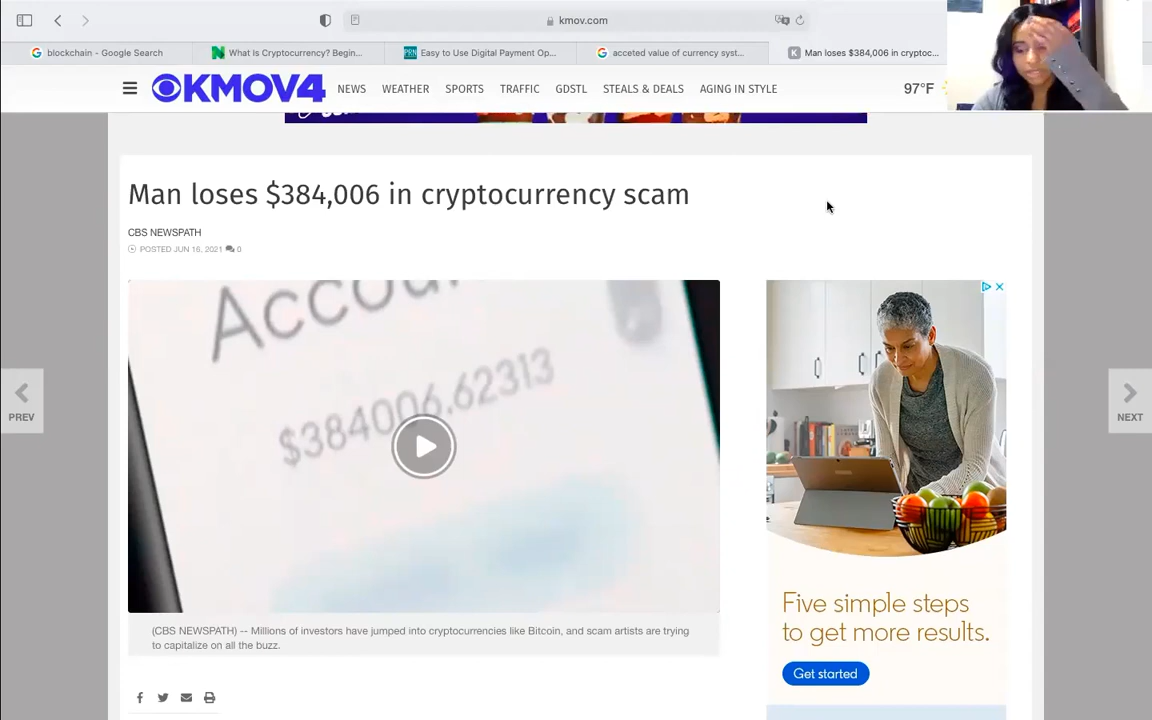 kmov.com
blockchain - Google Search
What Is Cryptocurrency? Begin...
Easy to Use Digital Payment Op...
acceted value of currency syst...
Man loses $384,006 in cryptoc...
KMOV4
NEWS
WEATHER
SPORTS
TRAFFIC
GDSTL
STEALS & DEALS
AGING IN STYLE
97°F
Man loses $384,006 in cryptocurrency scam
CBS NEWSPATH
POSTED JUN 16, 2021 0
Accou
$384006.62313
(CBS NEWSPATH) -- Millions of investors have jumped into cryptocurrencies like Bitcoin, and scam artists are trying
to capitalize on all the buzz.
PREV
NEXT
Five simple steps
to get more results.
Get started